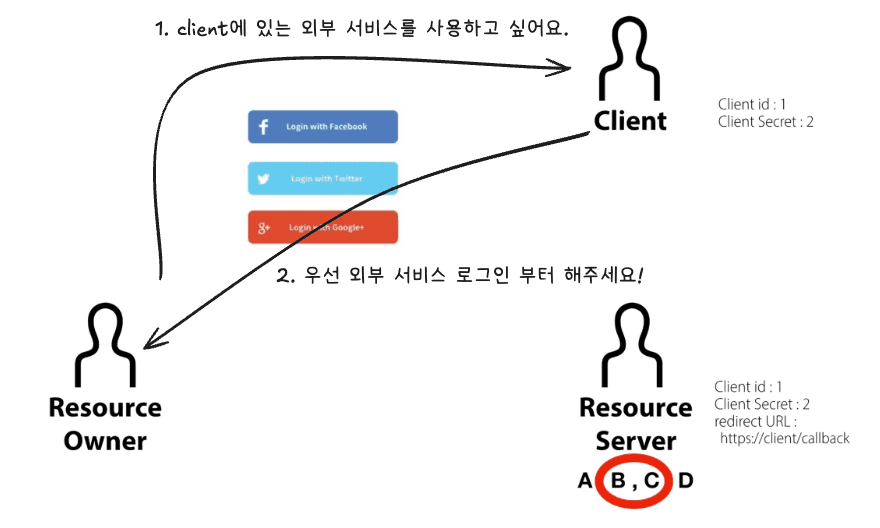 1. client에 있는 외부 서비스를 사용하고 싶어요.
Client
Client id : 1
Client Secret : 2
f Login with Facebook
Login with Twitter
g+ Login with Google+
2. 우선 외부 서비스 로그인 부터 해주세요!
Resource
Owner
Resource
Server
Client id : 1
Client Secret : 2
redirect URL :
https://client/callback
A B , C D